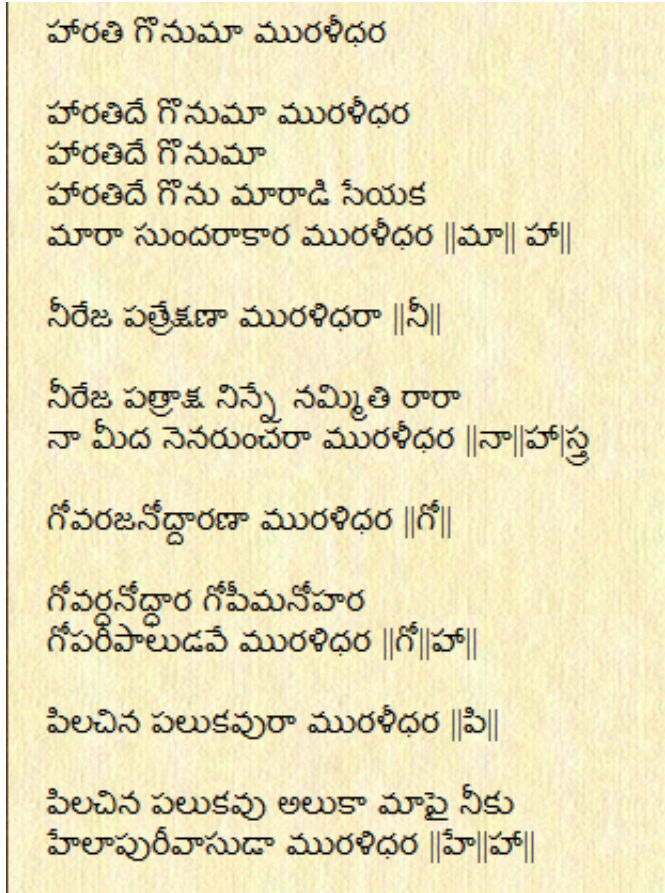 హారతి గొనుమా మురళీధర
హారతిదే గొనుమా మురళీధర
హారతిదే గొనుమా
హారతిదే గొను మారాడి సేయక
మారా సుందరాకార మురళీధర ||మా|| హా||
నీరేజ పత్రేక్షణా మురళిధరా ||నీ||
నీరేజ పత్రాక్ష నిన్నే నమ్మితి రారా
నా మీద నెనరుంచరా మురళీధర ||నా||హా|స్త్ర
గోవరజనోద్దారణా మురళిధర ||గో||
గోవర్ధనోద్ధార గోపీమనోహర
గోపరిపాలుడవే మురళిధర ||గో||హా||
పిలచిన పలుకవురా మురళీధర ||పి||
పిలచిన పలుకవు అలుకా మాపై నీకు
హేలాపురీవాసుడా మురళిధర ||హే||హా||